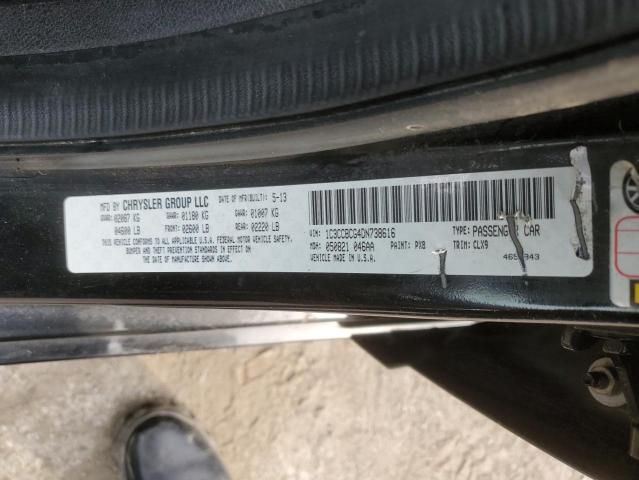 MFD BY CHRYSLER GROUP LLC DATE OF MFR(BUILT): 5-13
GVWR: 02087 KG GAWR: 01180 KG GAWR: 01007 KG
04600 LB FRONT: 02600 LB REAR: 02220 LB
THIS VEHICLE CONFORMS TO ALL APPLICABLE U.S.A. FEDERAL MOTOR VEHICLE SAFETY,
BUMPER AND THEFT PREVENTION STANDARDS IN EFFECT ON
THE DATE OF MANUFACTURE SHOWN ABOVE.
VIN: 1C3CCBCG4DN738616 TYPE: PASSENGER CAR
MDH: 050821 046AA PAINT: PX8 TRIM: CLX9
VEHICLE MADE IN U.S.A.